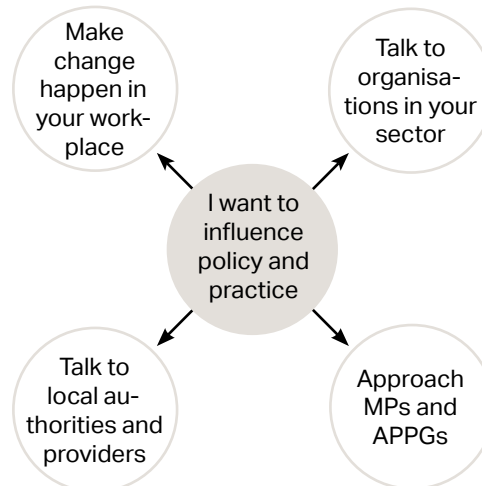 Make
change
happen in
your work-
place
Talk to
organisa-
tions in your
sector
I want to
influence
policy and
practice
Talk to
local au-
thorities and
providers
Approach
MPs and
APPGs